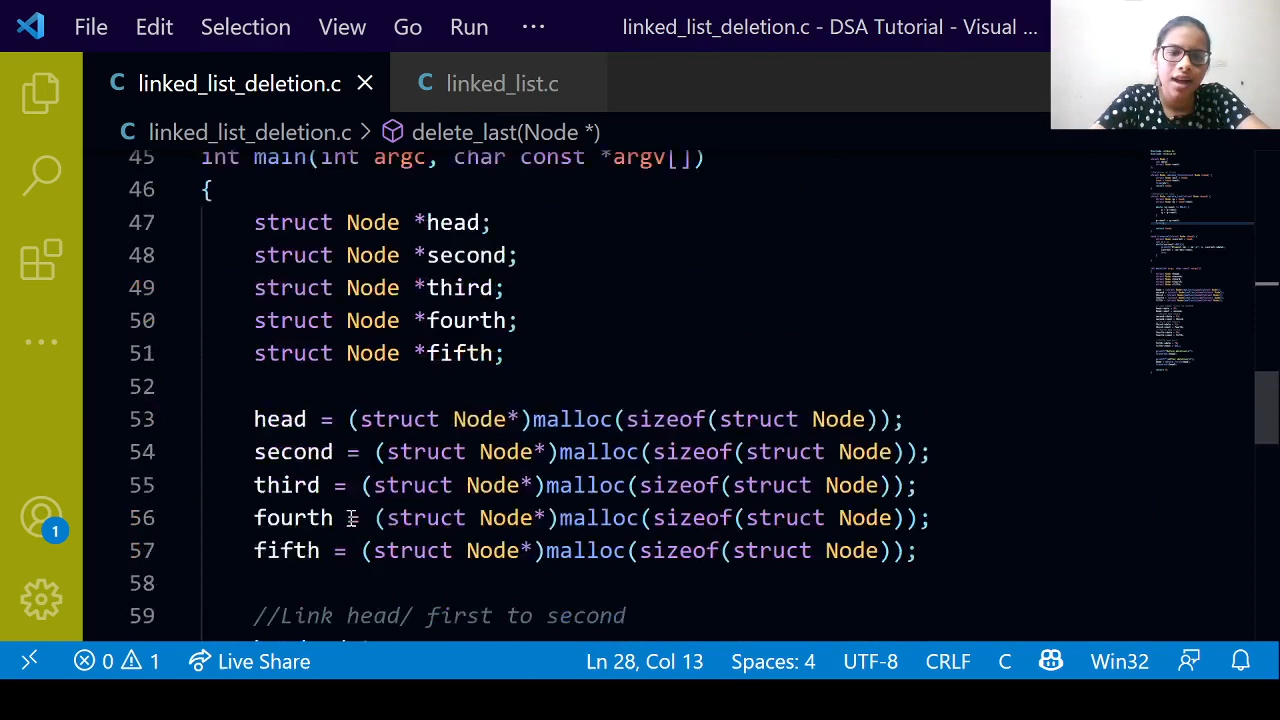 File Edit Selection View Go Run ··· linked_list_deletion.c - DSA Tutorial - Visual ...
C linked_list_deletion.c × C linked_list.c
C linked_list_deletion.c > delete_last(Node *)
45 int main(int argc, char const *argv[])
46 {
47 struct Node *head;
48 struct Node *second;
49 struct Node *third;
50 struct Node *fourth;
51 struct Node *fifth;
52
53 head = (struct Node*)malloc(sizeof(struct Node));
54 second = (struct Node*)malloc(sizeof(struct Node));
55 third = (struct Node*)malloc(sizeof(struct Node));
56 fourth = (struct Node*)malloc(sizeof(struct Node));
57 fifth = (struct Node*)malloc(sizeof(struct Node));
58
59 //Link head/ first to second
1
0 1 Live Share Ln 28, Col 13 Spaces: 4 UTF-8 CRLF C Win32